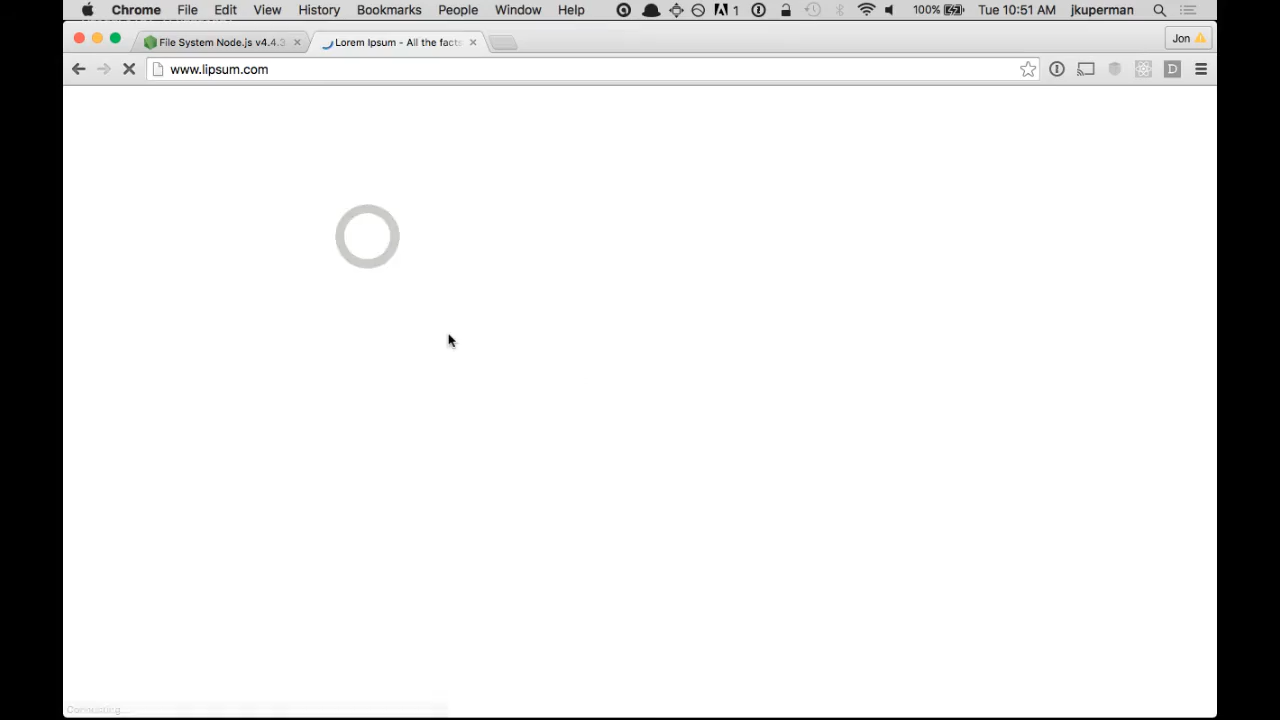 Chrome File Edit View History Bookmarks People Window Help 1 100% Tue 10:51 AM jkuperman
File System Node.js v4.4.3 Lorem Ipsum - All the facts Jon
www.lipsum.com D
Connecting...